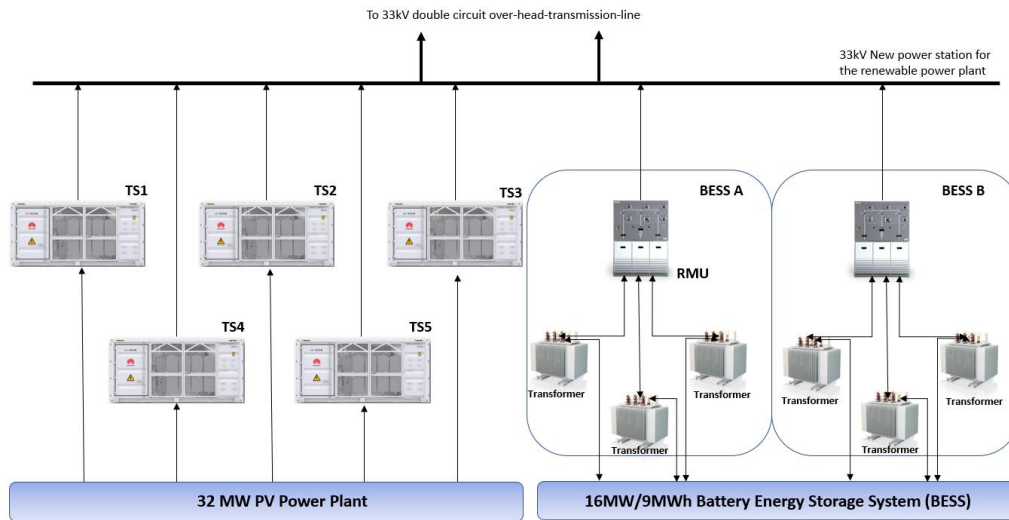 To 33kV double circuit over-head-transmission-line
33kV New power station for
the renewable power plant
TS1
TS2
TS3
BESS A
BESS B
RMU
TS4
TS5
Transformer
Transformer
Transformer
Transformer
Transformer
Transformer
32 MW PV Power Plant
16MW/9MWh Battery Energy Storage System (BESS)